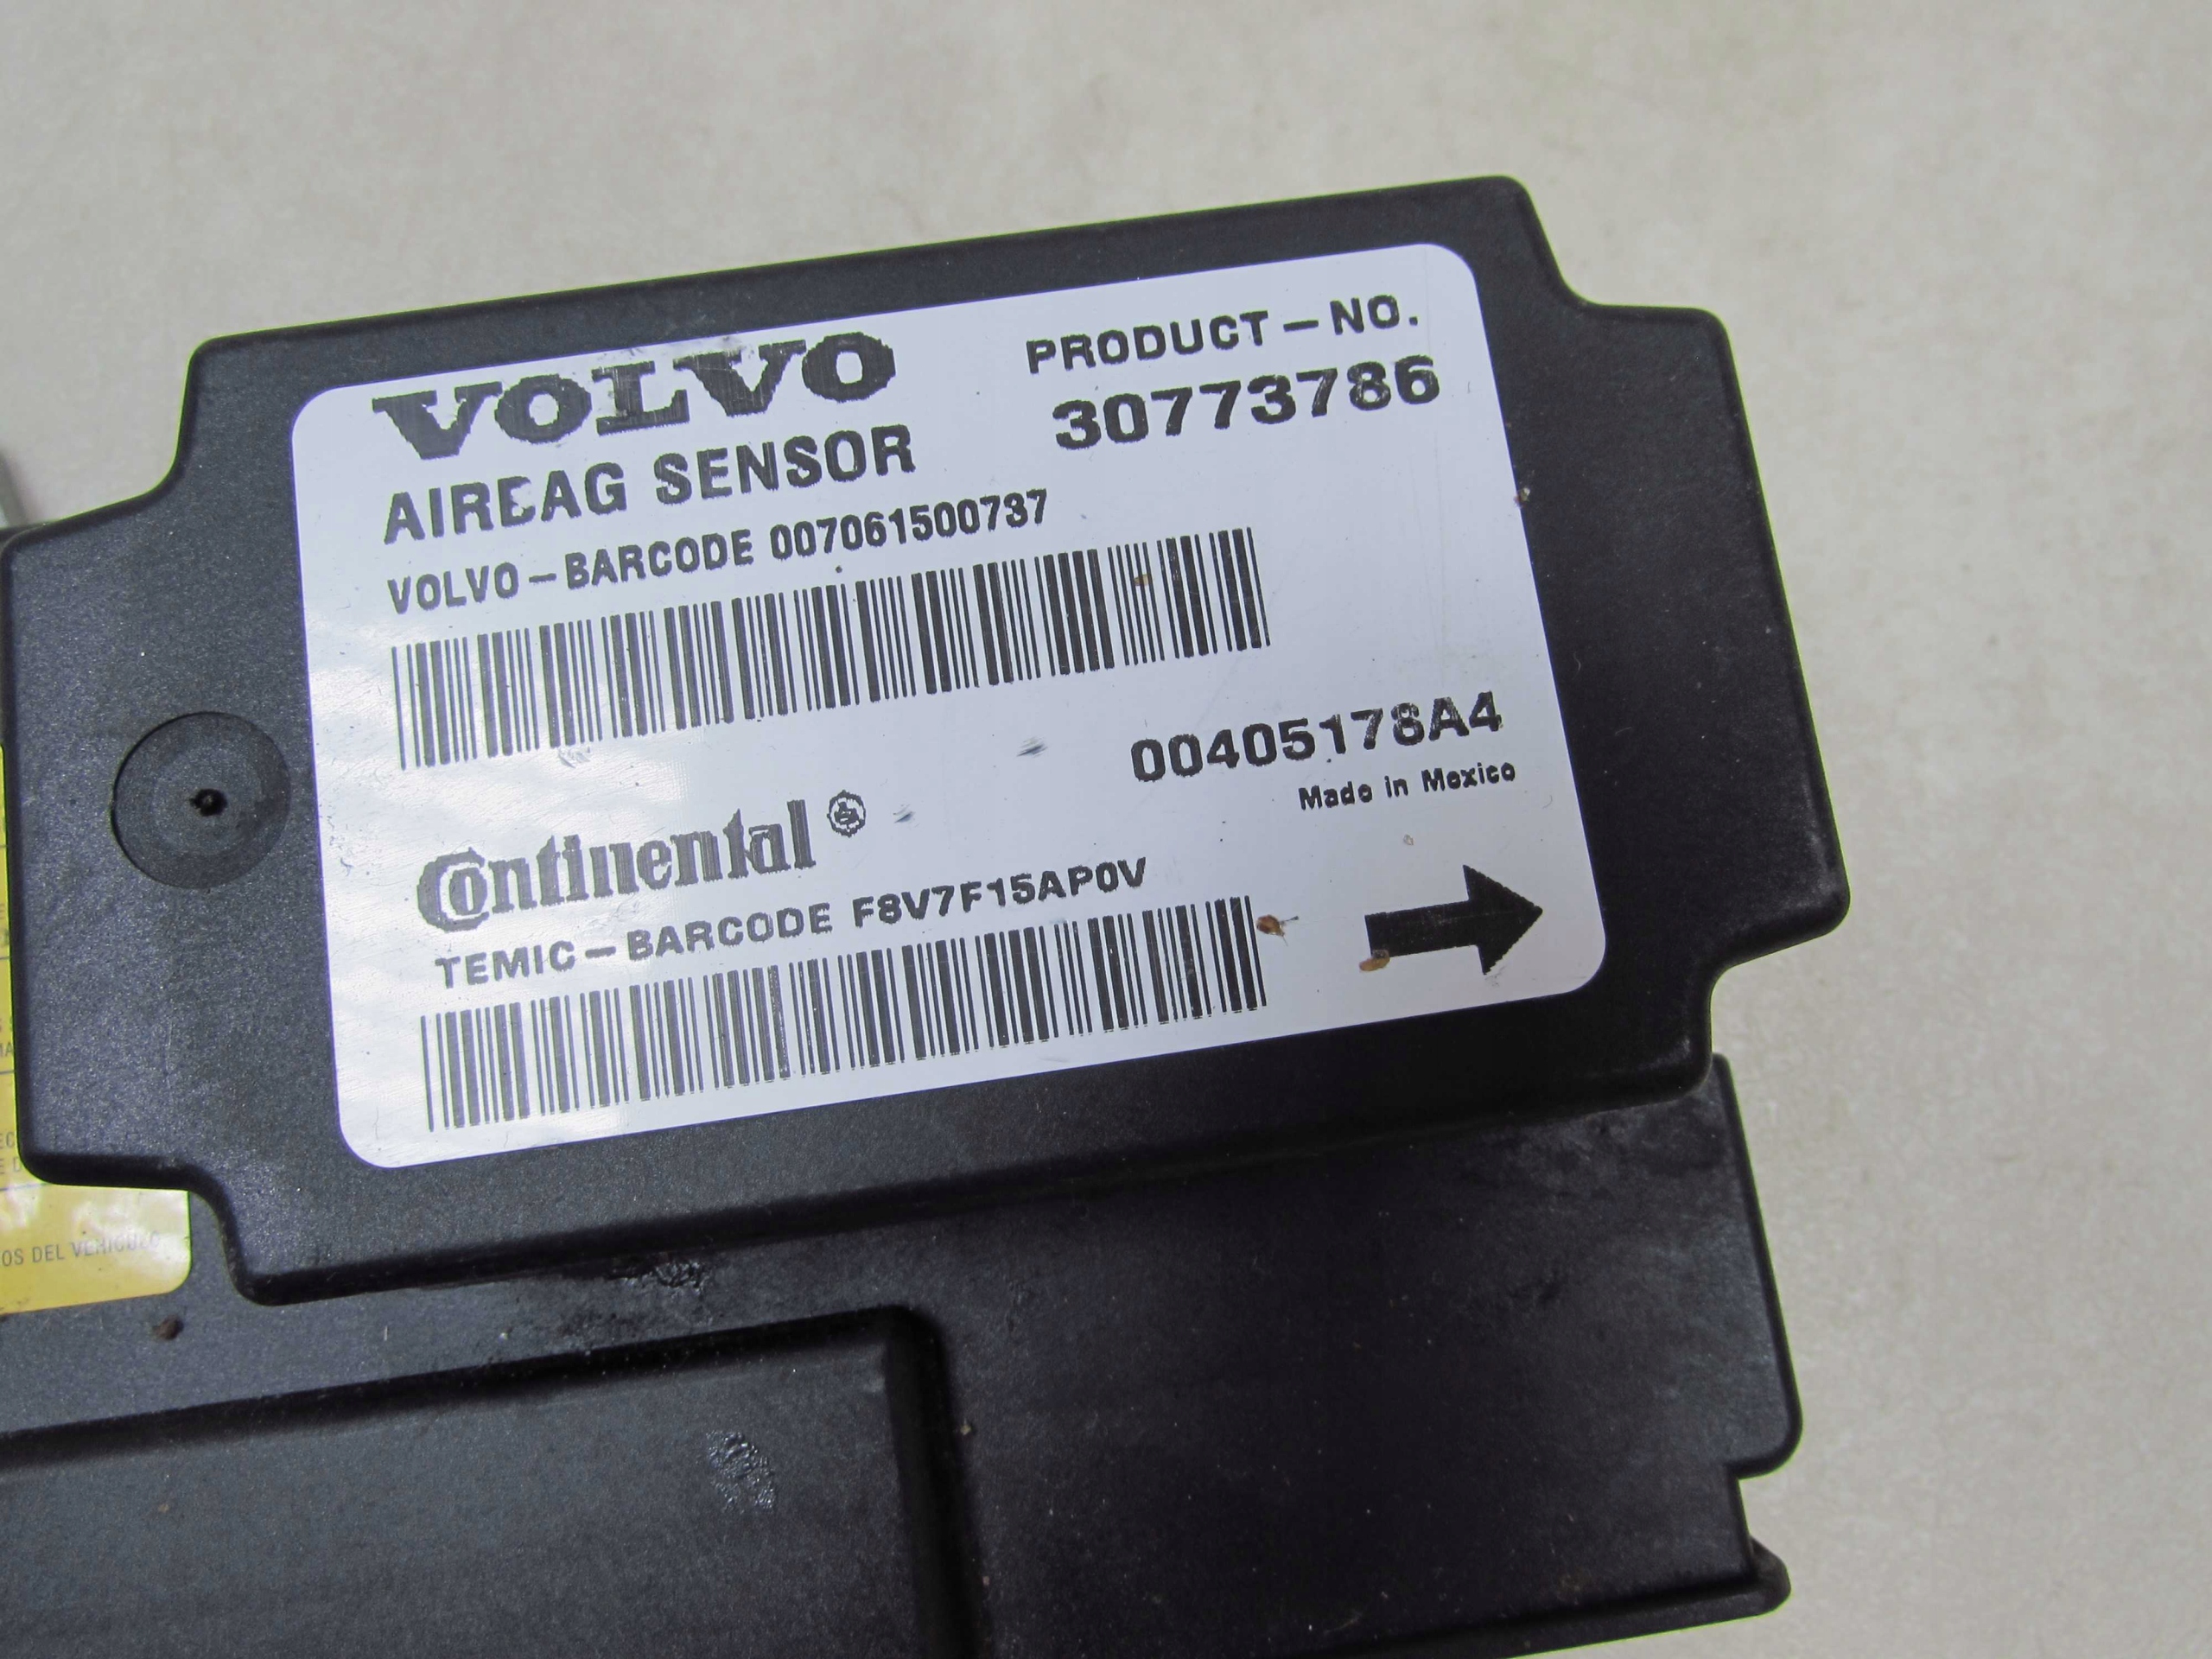 VOLVO
PRODUCT-NO.
AIRBAG SENSOR
30773786
VOLVO-BARCODE 007061500737
00405178A4
Made in Mexico
Continental
TEMIC-BARCODE F8V7F15AP0V
OS DEL VEHICULO